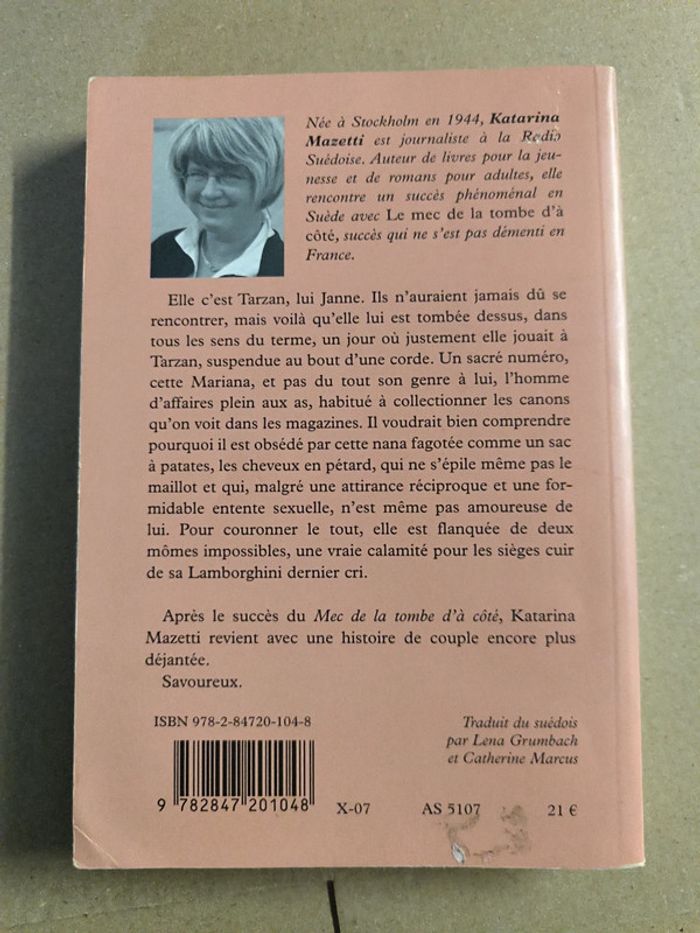 Née à Stockholm en 1944, Katarina
Mazetti est journaliste à la Radio
Suédoise. Auteur de livres pour la jeu-
nesse et de romans pour adultes, elle
rencontre un succès phénoménal en
Suède avec Le mec de la tombe d'à
côté, succès qui ne s'est pas démenti en
France.
Elle c'est Tarzan, lui Janne. Ils n'auraient jamais dû se
rencontrer, mais voilà qu'elle lui est tombée dessus, dans
tous les sens du terme, un jour où justement elle jouait à
Tarzan, suspendue au bout d'une corde. Un sacré numéro,
cette Mariana, et pas du tout son genre à lui, l'homme
d'affaires plein aux as, habitué à collectionner les canons
qu'on voit dans les magazines. Il voudrait bien comprendre
pourquoi il est obsédé par cette nana fagotée comme un sac
à patates, les cheveux en pétard, qui ne s'épile même pas le
maillot et qui, malgré une attirance réciproque et une for-
midable entente sexuelle, n'est même pas amoureuse de
lui. Pour couronner le tout, elle est flanquée de deux
mômes impossibles, une vraie calamité pour les sièges cuir
de sa Lamborghini dernier cri.
Après le succès du Mec de la tombe d'à côté, Katarina
Mazetti revient avec une histoire de couple encore plus
déjantée.
Savoureux.
ISBN 978-2-84720-104-8
Traduit du suédois
par Lena Grumbach
et Catherine Marcus
9 782847 201048
X-07 AS 5107 21 €